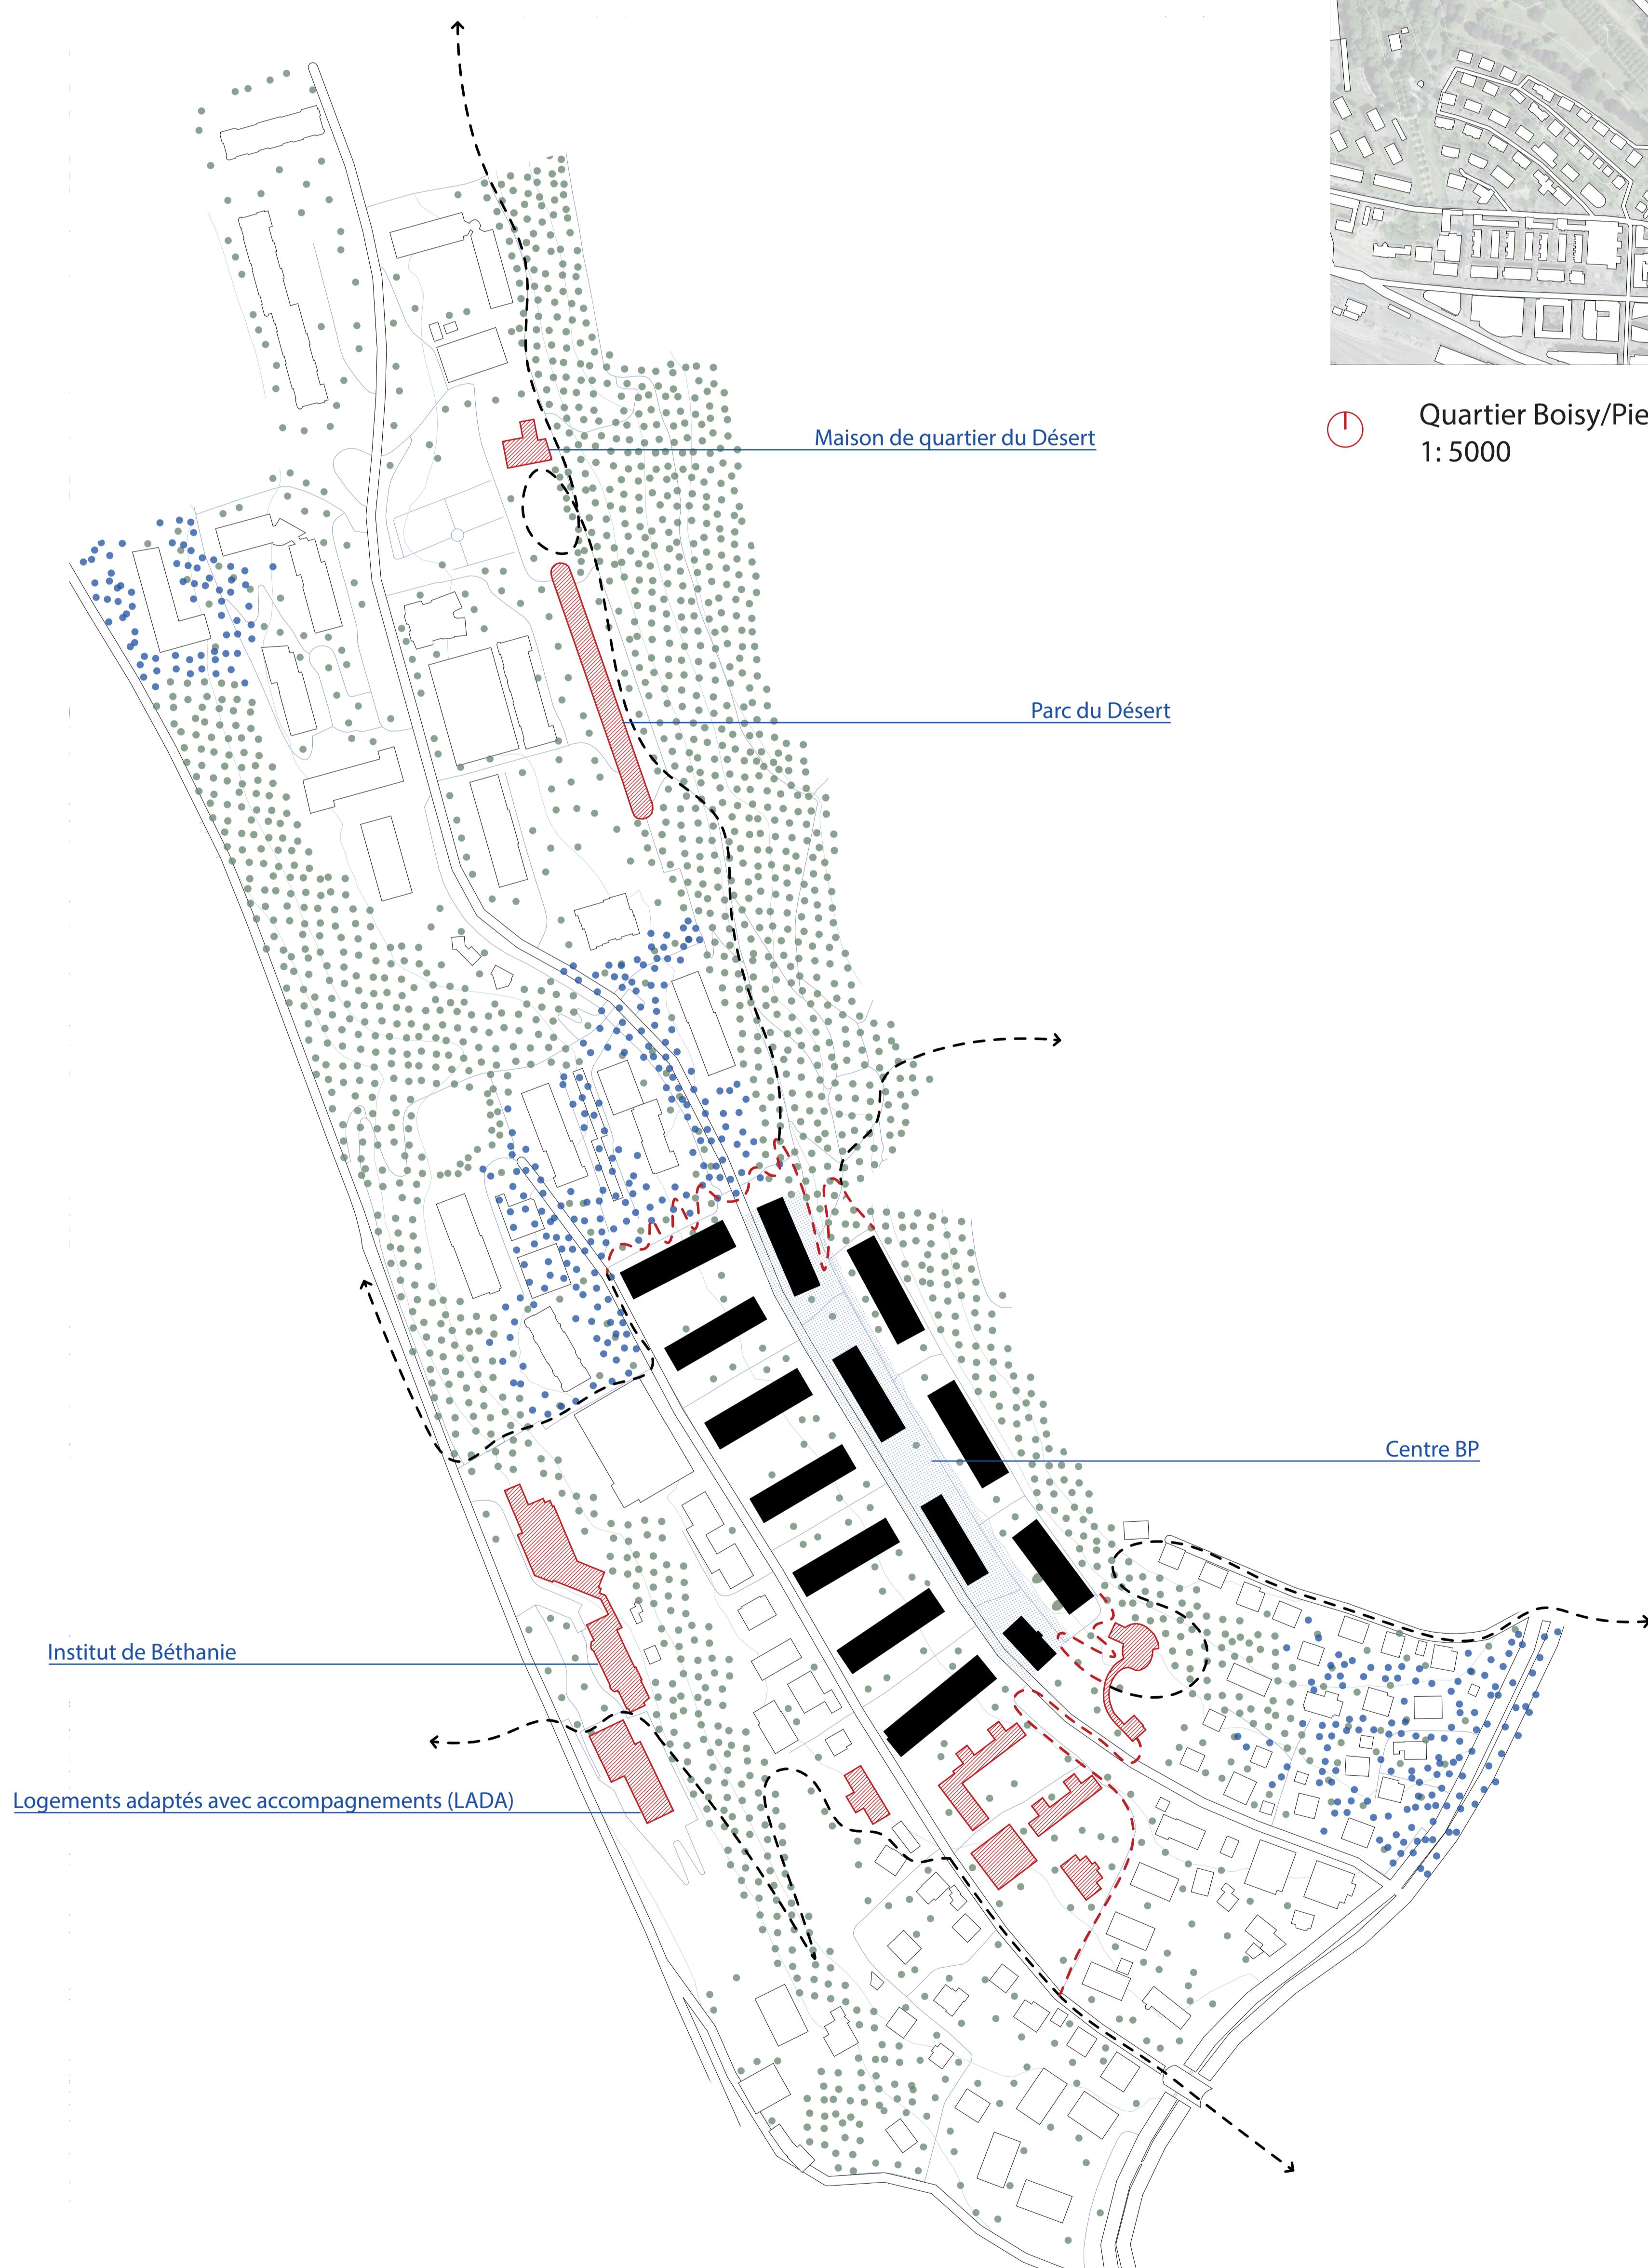 Maison de quartier du Désert
Quartier Boisy/Pie
1: 5000
Parc du Désert
Centre BP
Institut de Béthanie
Logements adaptés avec accompagnements (LADA)